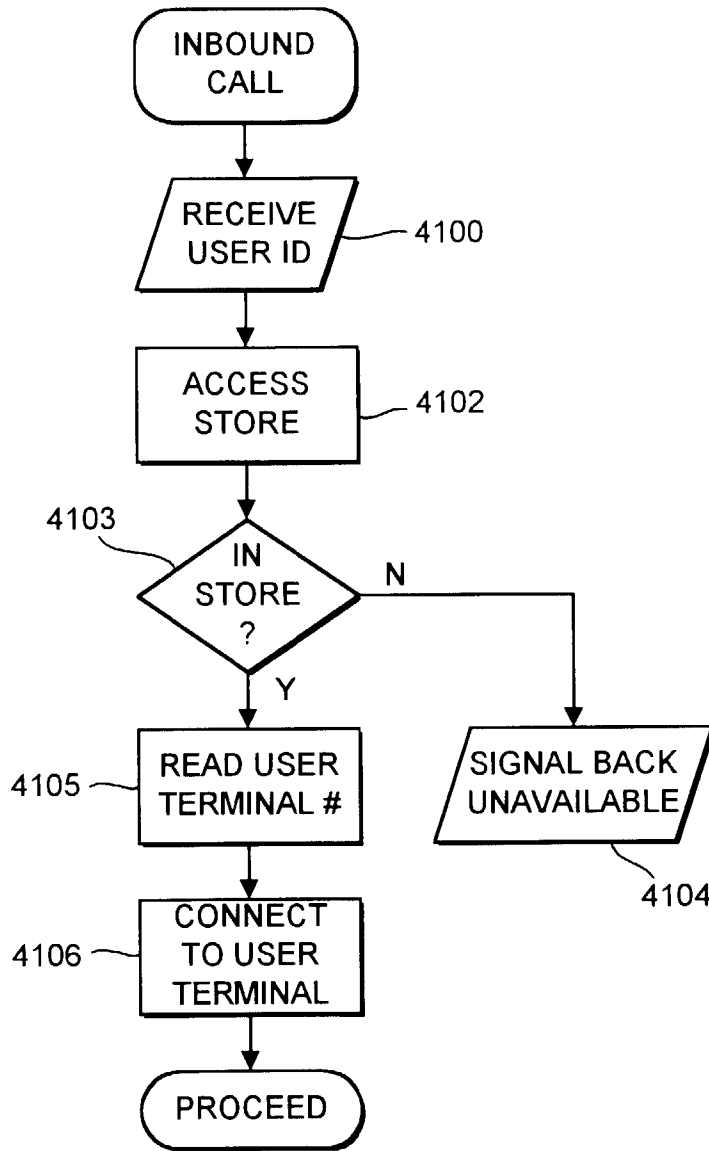 INBOUND
CALL
RECEIVE
USER ID
4100
ACCESS
STORE
4102
4103
IN
STORE
?
N
Y
READ USER
TERMINAL #
4105
SIGNAL BACK
UNAVAILABLE
4104
CONNECT
TO USER
TERMINAL
4106
PROCEED